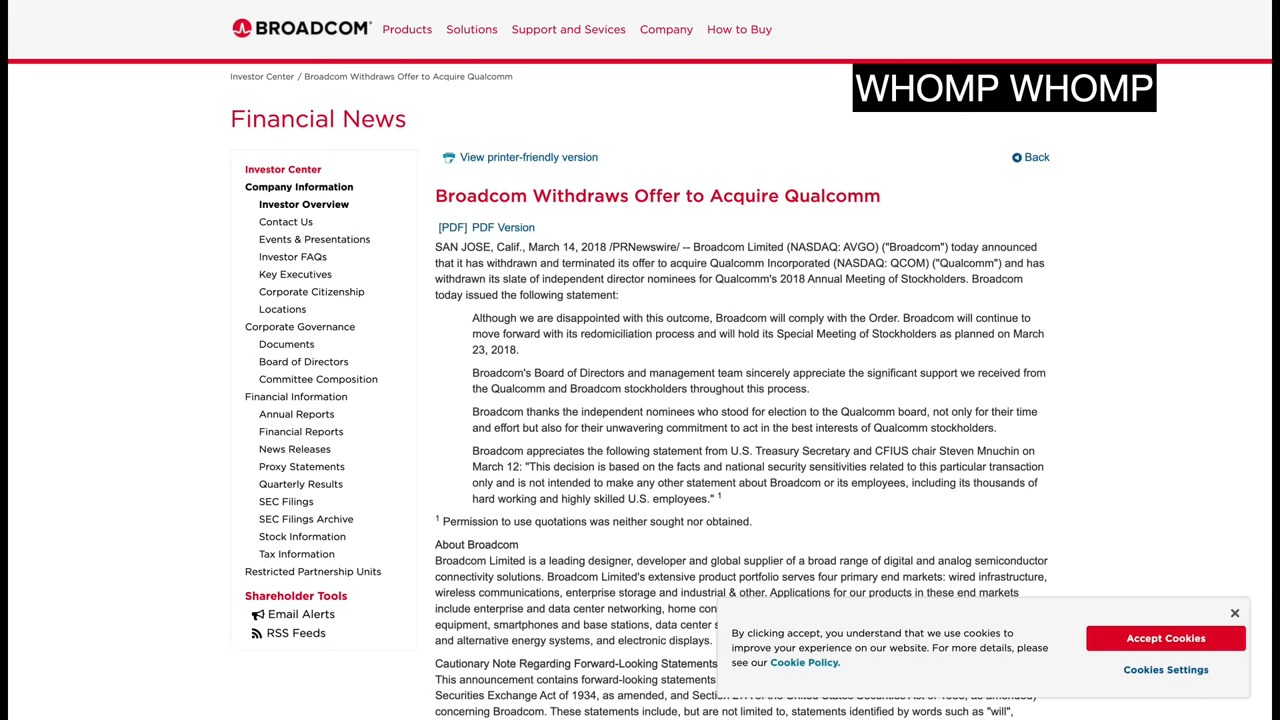 BROADCOM Products Solutions Support and Sevices Company How to Buy
Investor Center / Broadcom Withdraws Offer to Acquire Qualcomm
WHOMP WHOMP
Financial News
Investor Center
Company Information
Investor Overview
Contact Us
Events & Presentations
Investor FAQs
Key Executives
Corporate Citizenship
Locations
Corporate Governance
Documents
Board of Directors
Committee Composition
Financial Information
Annual Reports
Financial Reports
News Releases
Proxy Statements
Quarterly Results
SEC Filings
SEC Filings Archive
Stock Information
Tax Information
Restricted Partnership Units
Shareholder Tools
Email Alerts
RSS Feeds
View printer-friendly version
Back
Broadcom Withdraws Offer to Acquire Qualcomm
[PDF] PDF Version
SAN JOSE, Calif., March 14, 2018 /PRNewswire/ -- Broadcom Limited (NASDAQ: AVGO) ("Broadcom") today announced
that it has withdrawn and terminated its offer to acquire Qualcomm Incorporated (NASDAQ: QCOM) ("Qualcomm") and has
withdrawn its slate of independent director nominees for Qualcomm's 2018 Annual Meeting of Stockholders. Broadcom
today issued the following statement:
Although we are disappointed with this outcome, Broadcom will comply with the Order. Broadcom will continue to
move forward with its redomiciliation process and will hold its Special Meeting of Stockholders as planned on March
23, 2018.
Broadcom's Board of Directors and management team sincerely appreciate the significant support we received from
the Qualcomm and Broadcom stockholders throughout this process.
Broadcom thanks the independent nominees who stood for election to the Qualcomm board, not only for their time
and effort but also for their unwavering commitment to act in the best interests of Qualcomm stockholders.
Broadcom appreciates the following statement from U.S. Treasury Secretary and CFIUS chair Steven Mnuchin on
March 12: "This decision is based on the facts and national security sensitivities related to this particular transaction
only and is not intended to make any other statement about Broadcom or its employees, including its thousands of
hard working and highly skilled U.S. employees." 1
1 Permission to use quotations was neither sought nor obtained.
About Broadcom
Broadcom Limited is a leading designer, developer and global supplier of a broad range of digital and analog semiconductor
connectivity solutions. Broadcom Limited's extensive product portfolio serves four primary end markets: wired infrastructure,
wireless communications, enterprise storage and industrial & other. Applications for our products in these end markets
include enterprise and data center networking, home con
equipment, smartphones and base stations, data center s
and alternative energy systems, and electronic displays.
Cautionary Note Regarding Forward-Looking Statements
This announcement contains forward-looking statements
Securities Exchange Act of 1934, as amended, and Secti
concerning Broadcom. These statements include, but are not limited to, statements identified by words such as "will",
By clicking accept, you understand that we use cookies to
improve your experience on our website. For more details, please
see our Cookie Policy.
Accept Cookies
Cookies Settings